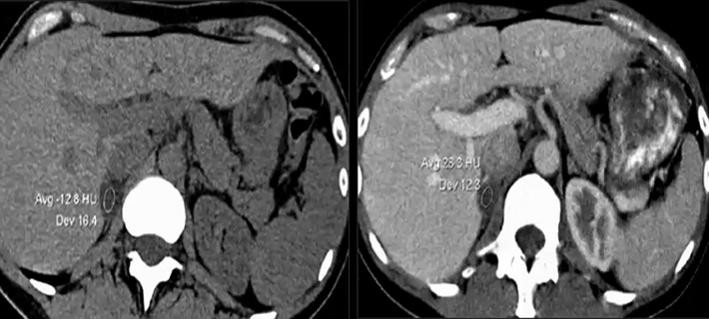 Avg -12.8 HU
Dev 16.4
Avg 23.3 HU
Dev 12.3